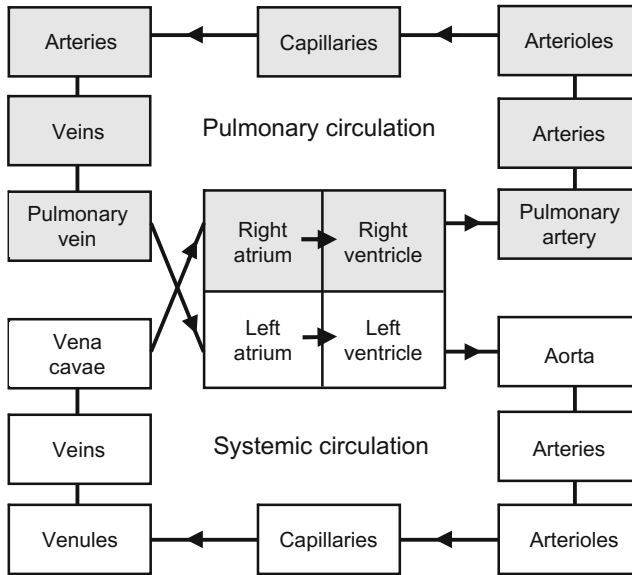 Arteries
Capillaries
Arterioles
Veins
Pulmonary circulation
Arteries
Pulmonary
vein
Right
atrium
Right
ventricle
Pulmonary
artery
Vena
cavae
Left
atrium
Left
ventricle
Aorta
Veins
Systemic circulation
Arteries
Venules
Capillaries
Arterioles